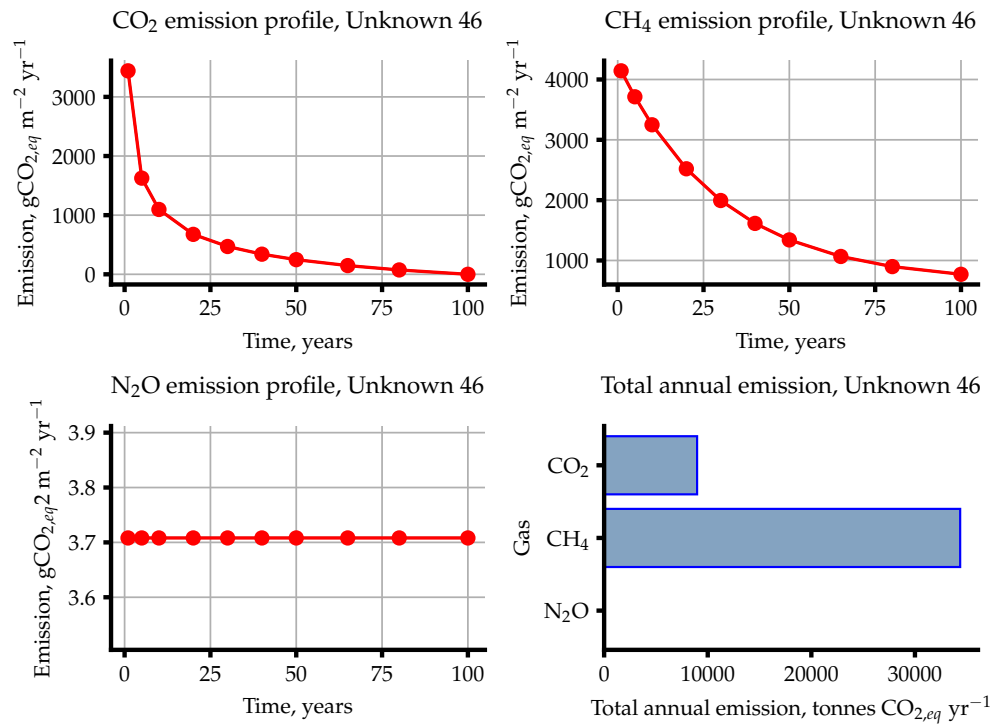 CO₂ emission profile, Unknown 46
Emission, gCO₂,eq m⁻² yr⁻¹
3000
2000
1000
0
0 25 50 75 100
Time, years
CH₄ emission profile, Unknown 46
Emission, gCO₂,eq m⁻² yr⁻¹
4000
3000
2000
1000
0 25 50 75 100
Time, years
N₂O emission profile, Unknown 46
Emission, gCO₂,eq2 m⁻² yr⁻¹
3.9
3.8
3.7
3.6
0 25 50 75 100
Time, years
Total annual emission, Unknown 46
Gas
CO₂
CH₄
N₂O
0 10000 20000 30000
Total annual emission, tonnes CO₂,eq yr⁻¹